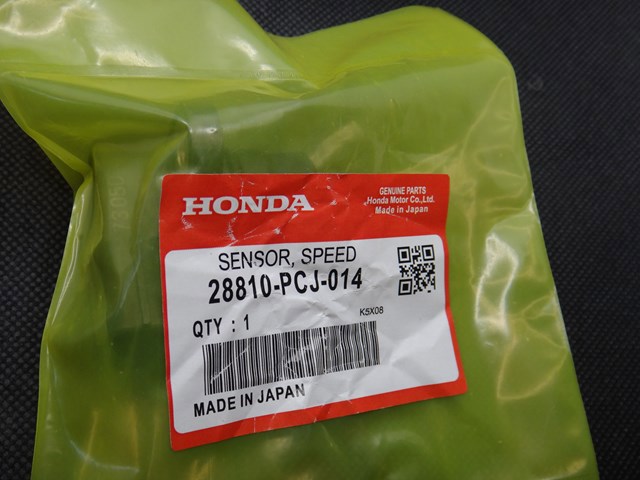 HONDA
GENUINE PARTS
Honda Motor Co.,Ltd.
Made in Japan
SENSOR, SPEED
28810-PCJ-014
QTY : 1
K5X08
MADE IN JAPAN